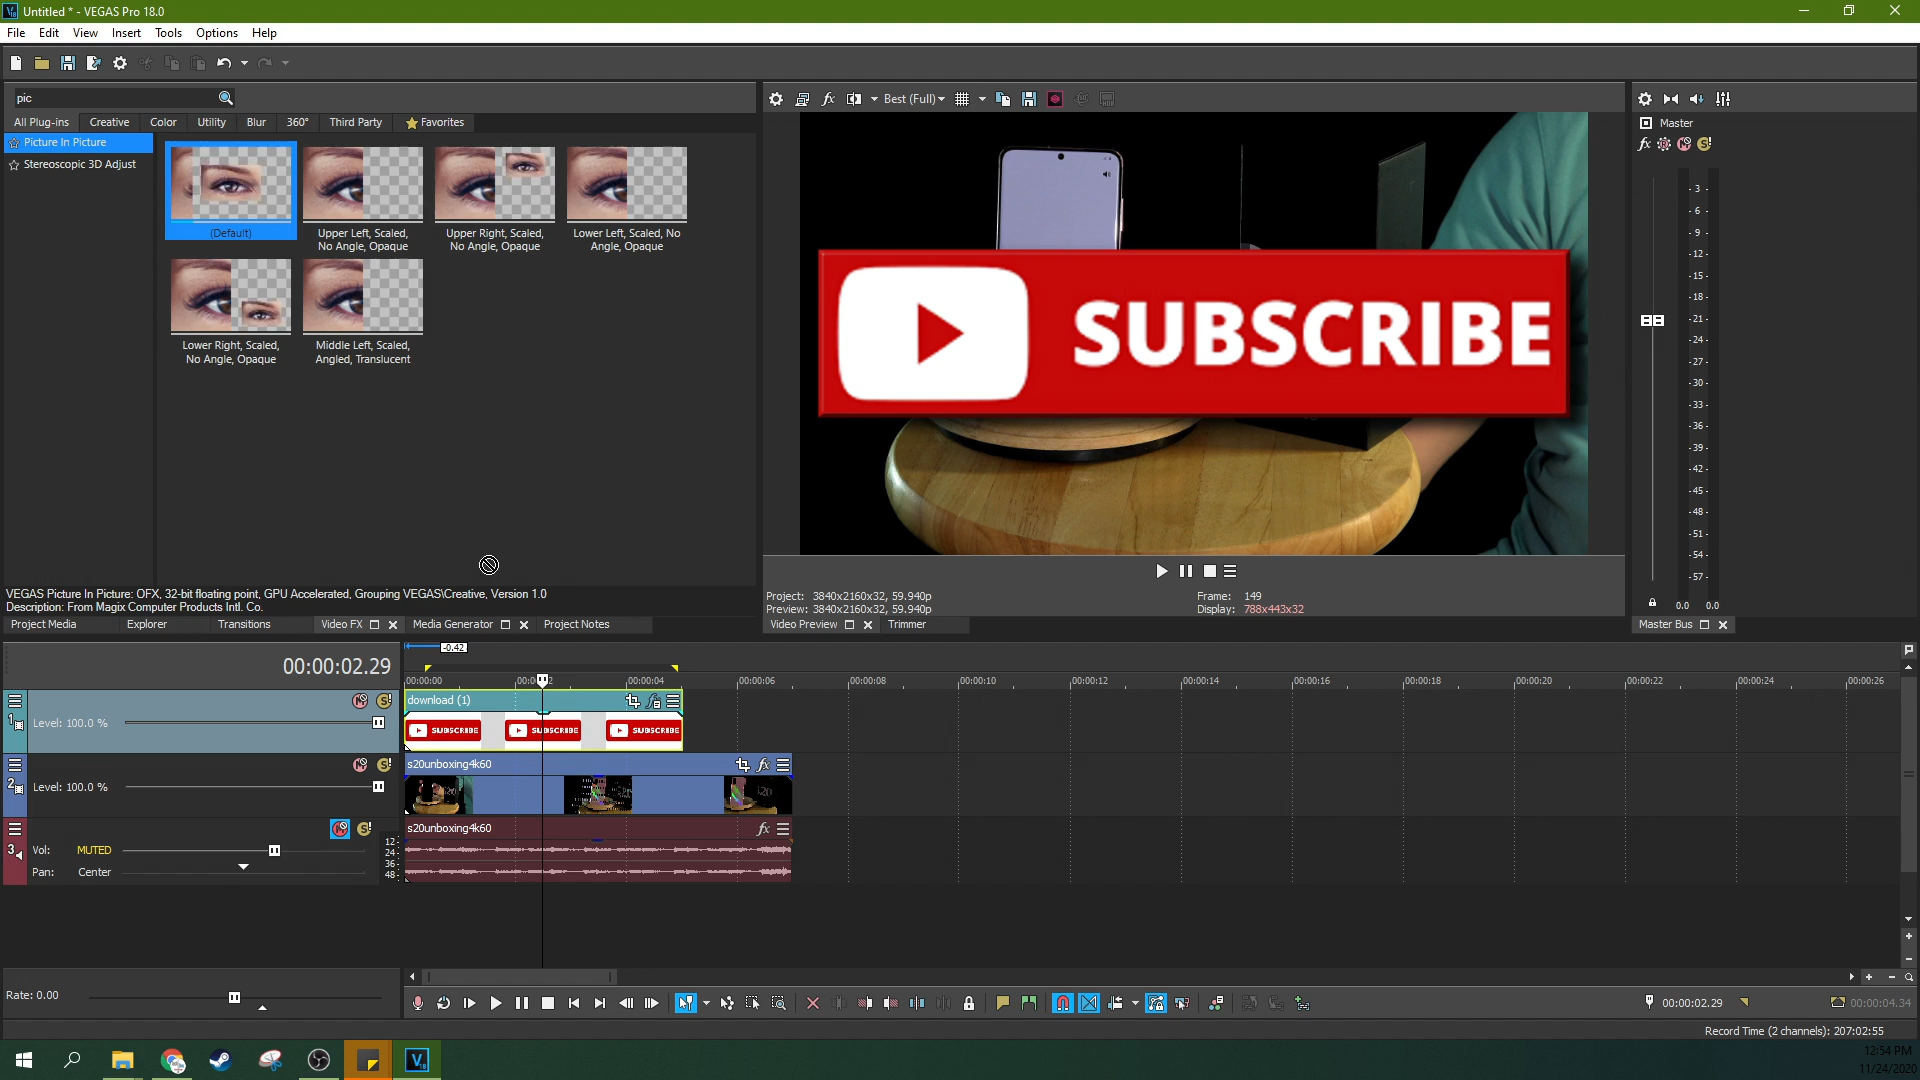 Untitled * - VEGAS Pro 18.0
File Edit View Insert Tools Options Help
pic
All Plug-ins Creative Color Utility Blur 360° Third Party Favorites
Picture In Picture
Stereoscopic 3D Adjust
(Default)
Upper Left, Scaled,
No Angle, Opaque
Upper Right, Scaled,
No Angle, Opaque
Lower Left, Scaled, No
Angle, Opaque
Lower Right, Scaled,
No Angle, Opaque
Middle Left, Scaled,
Angled, Translucent
VEGAS Picture In Picture: OFX, 32-bit floating point, GPU Accelerated, Grouping VEGAS\Creative, Version 1.0
Description: From Magix Computer Products Intl. Co.
Project Media Explorer Transitions Video FX Media Generator Project Notes
Best (Full)
SUBSCRIBE
Project: 3840x2160x32, 59.940p
Preview: 3840x2160x32, 59.940p
Frame: 149
Display: 788x443x32
Video Preview Trimmer
Master
fx
- 3 -
- 6 -
- 9 -
-12-
-15-
-18-
-21-
-24-
-27-
-30-
-33-
-36-
-39-
-42-
-45-
-48-
-51-
-54-
-57-
0.0 0.0
Master Bus
00:00:02.29
-0.42
00:00:00 00:00:04 00:00:06 00:00:08 00:00:10 00:00:12 00:00:14 00:00:16 00:00:18 00:00:20 00:00:22 00:00:24 00:00:26
1
Level: 100.0 %
download (1)
SUBSCRIBE SUBSCRIBE SUBSCRIBE
2
Level: 100.0 %
s20unboxing4k60
3
Vol: MUTED
Pan: Center
12-
24-
36-
48-
s20unboxing4k60
Rate: 0.00
00:00:02.29
00:00:04.34
Record Time (2 channels): 207:02:55
12:54 PM
11/24/2020